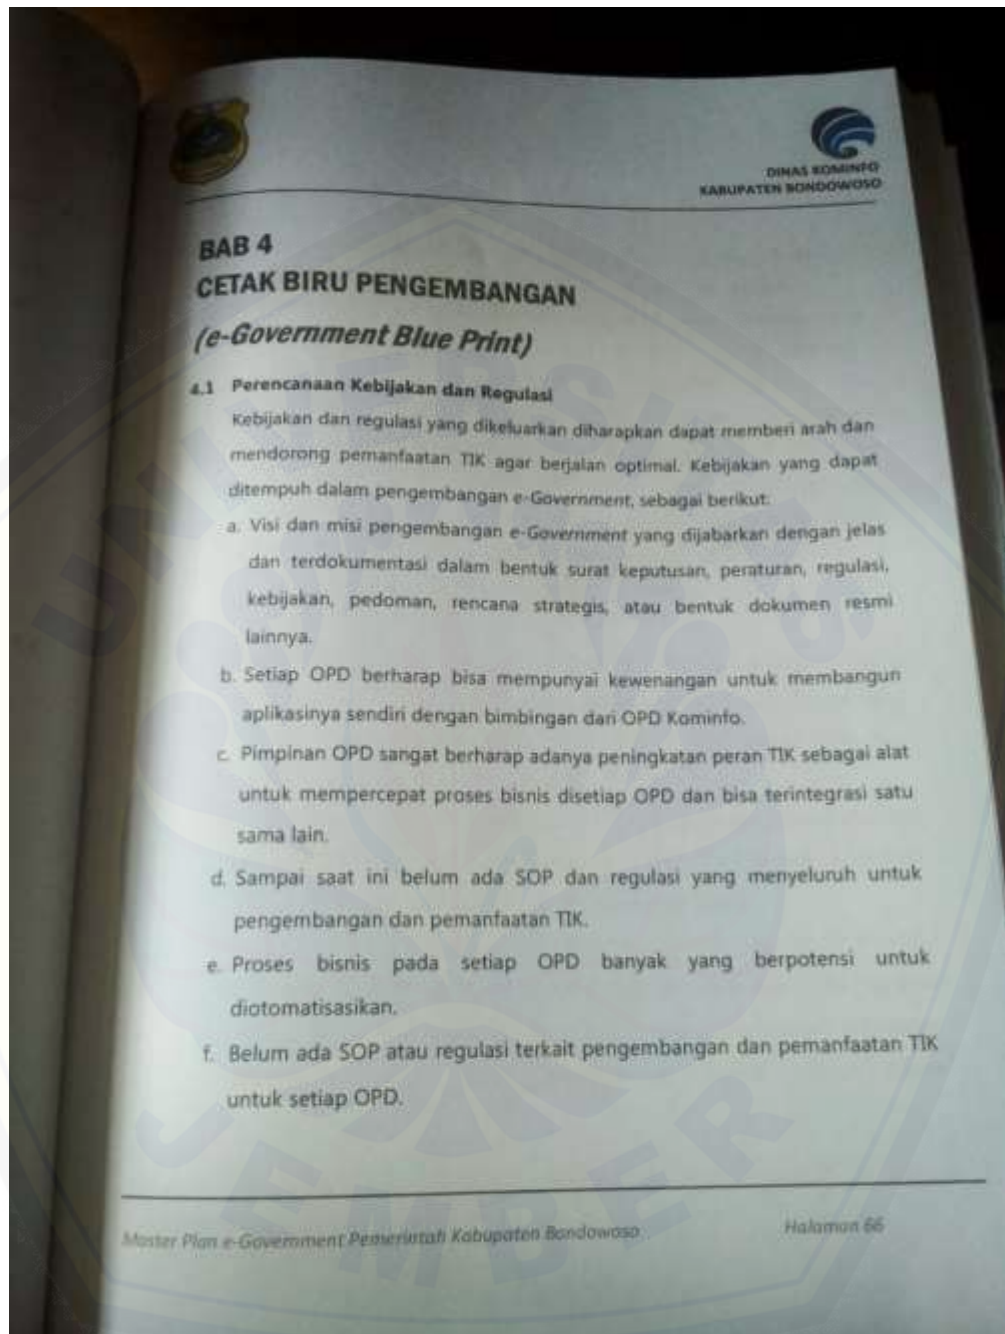 DINAS KOMINFO
KABUPATEN BONDOWOSO
BAB 4
CETAK BIRU PENGEMBANGAN
(e-Government Blue Print)
4.1 Perencanaan Kebijakan dan Regulasi
Kebijakan dan regulasi yang dikeluarkan diharapkan dapat memberi arah dan
mendorong pemanfaatan TIK agar berjalan optimal. Kebijakan yang dapat
ditempuh dalam pengembangan e-Government, sebagai berikut:
a. Visi dan misi pengembangan e-Government yang dijabarkan dengan jelas
dan terdokumentasi dalam bentuk surat keputusan, peraturan, regulasi,
kebijakan, pedoman, rencana strategis, atau bentuk dokumen resmi
lainnya.
b. Setiap OPD berharap bisa mempunyai kewenangan untuk membangun
aplikasinya sendiri dengan bimbingan dari OPD Kominfo.
c. Pimpinan OPD sangat berharap adanya peningkatan peran TIK sebagai alat
untuk mempercepat proses bisnis disetiap OPD dan bisa terintegrasi satu
sama lain.
d. Sampai saat ini belum ada SOP dan regulasi yang menyeluruh untuk
pengembangan dan pemanfaatan TIK.
e. Proses bisnis pada setiap OPD banyak yang berpotensi untuk
diotomatisasikan.
f. Belum ada SOP atau regulasi terkait pengembangan dan pemanfaatan TIK
untuk setiap OPD.
Master Plan e-Government Pemerintah Kabupaten Bondowoso
Halaman 66
UNIVERSITAS
JEMBER